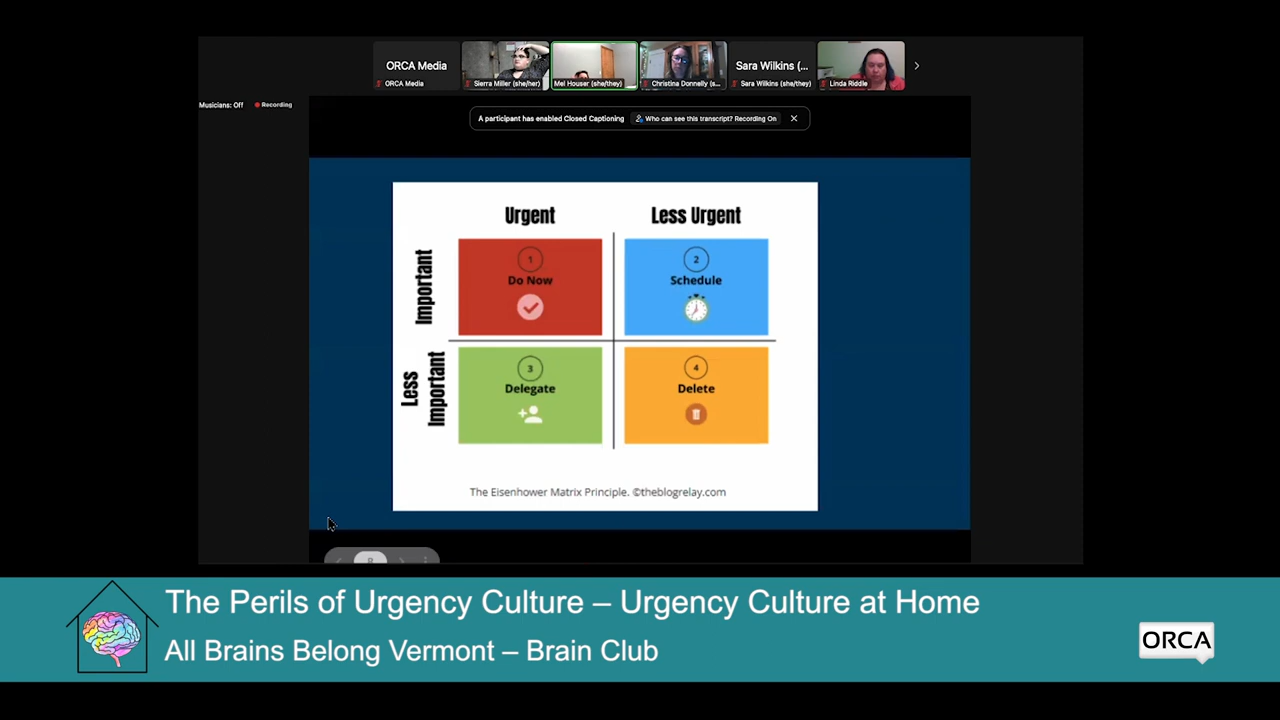 ORCA Media
Sara Wilkins (...
ORCA Media
Sierra Miller (she/her)
Mel Houser (she/they)
Christina Donnelly (s...
Sara Wilkins (she/they)
Linda Riddle
Musicians: Off
Recording
A participant has enabled Closed Captioning
Who can see this transcript? Recording On
Urgent
Less Urgent
Important
1
Do Now
2
Schedule
Less
Important
3
Delegate
4
Delete
The Eisenhower Matrix Principle. ©theblogrelay.com
The Perils of Urgency Culture – Urgency Culture at Home
All Brains Belong Vermont – Brain Club
ORCA